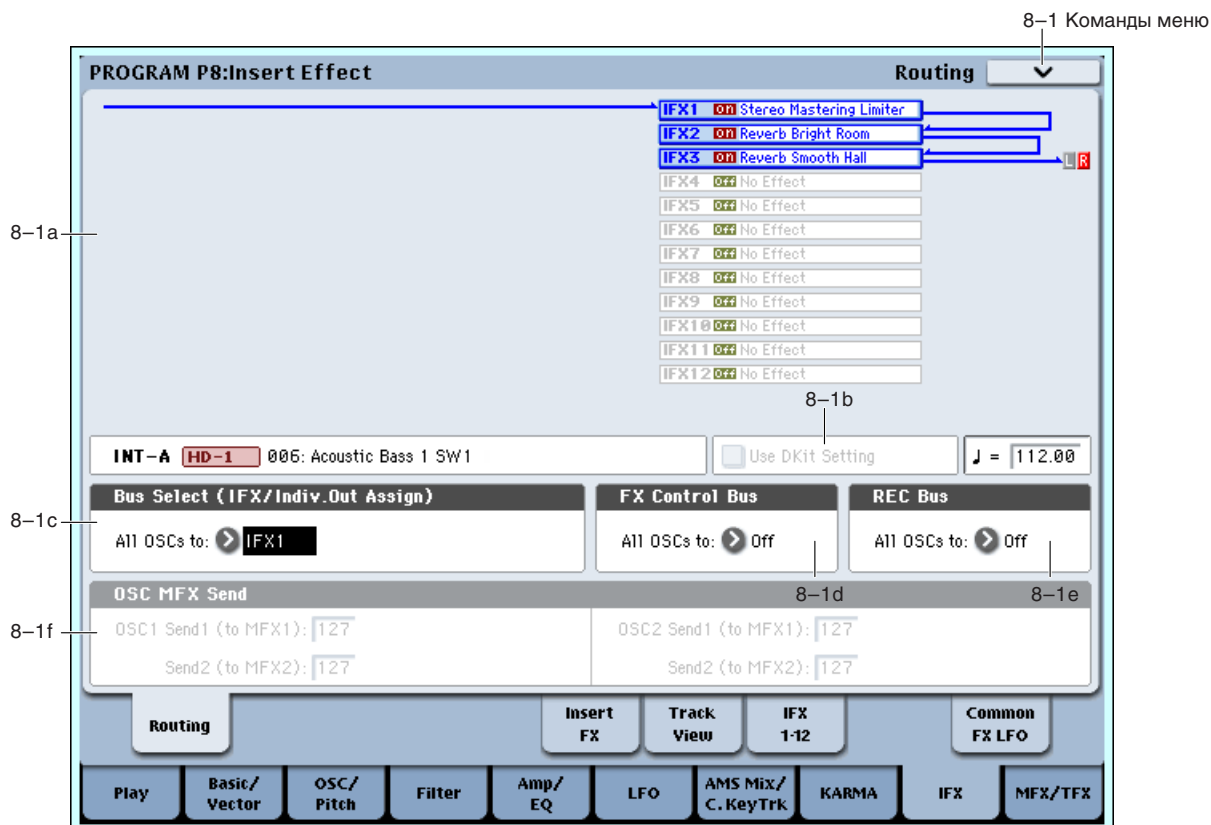 8–1 Команды меню
PROGRAM P8:Insert Effect
Routing
IFX1 On Stereo Mastering Limiter
IFX2 On Reverb Bright Room
IFX3 On Reverb Smooth Hall
L R
IFX4 Off No Effect
IFX5 Off No Effect
IFX6 Off No Effect
8–1a
IFX7 Off No Effect
IFX8 Off No Effect
IFX9 Off No Effect
IFX10 Off No Effect
IFX11 Off No Effect
IFX12 Off No Effect
8–1b
INT-A HD-1 006: Acoustic Bass 1 SW1
Use DKit Setting
♩ = 112.00
Bus Select (IFX/Indiv.Out Assign)
FX Control Bus
REC Bus
8–1c
All OSCs to: IFX1
All OSCs to: Off
All OSCs to: Off
OSC MFX Send
8–1d
8–1e
8–1f
OSC1 Send1 (to MFX1): 127
OSC2 Send1 (to MFX1): 127
Send2 (to MFX2): 127
Send2 (to MFX2): 127
Routing
Insert
FX
Track
View
IFX
1-12
Common
FX LFO
Play
Basic/
Vector
OSC/
Pitch
Filter
Amp/
EQ
LFO
AMS Mix/
C.KeyTrk
KARMA
IFX
MFX/TFX